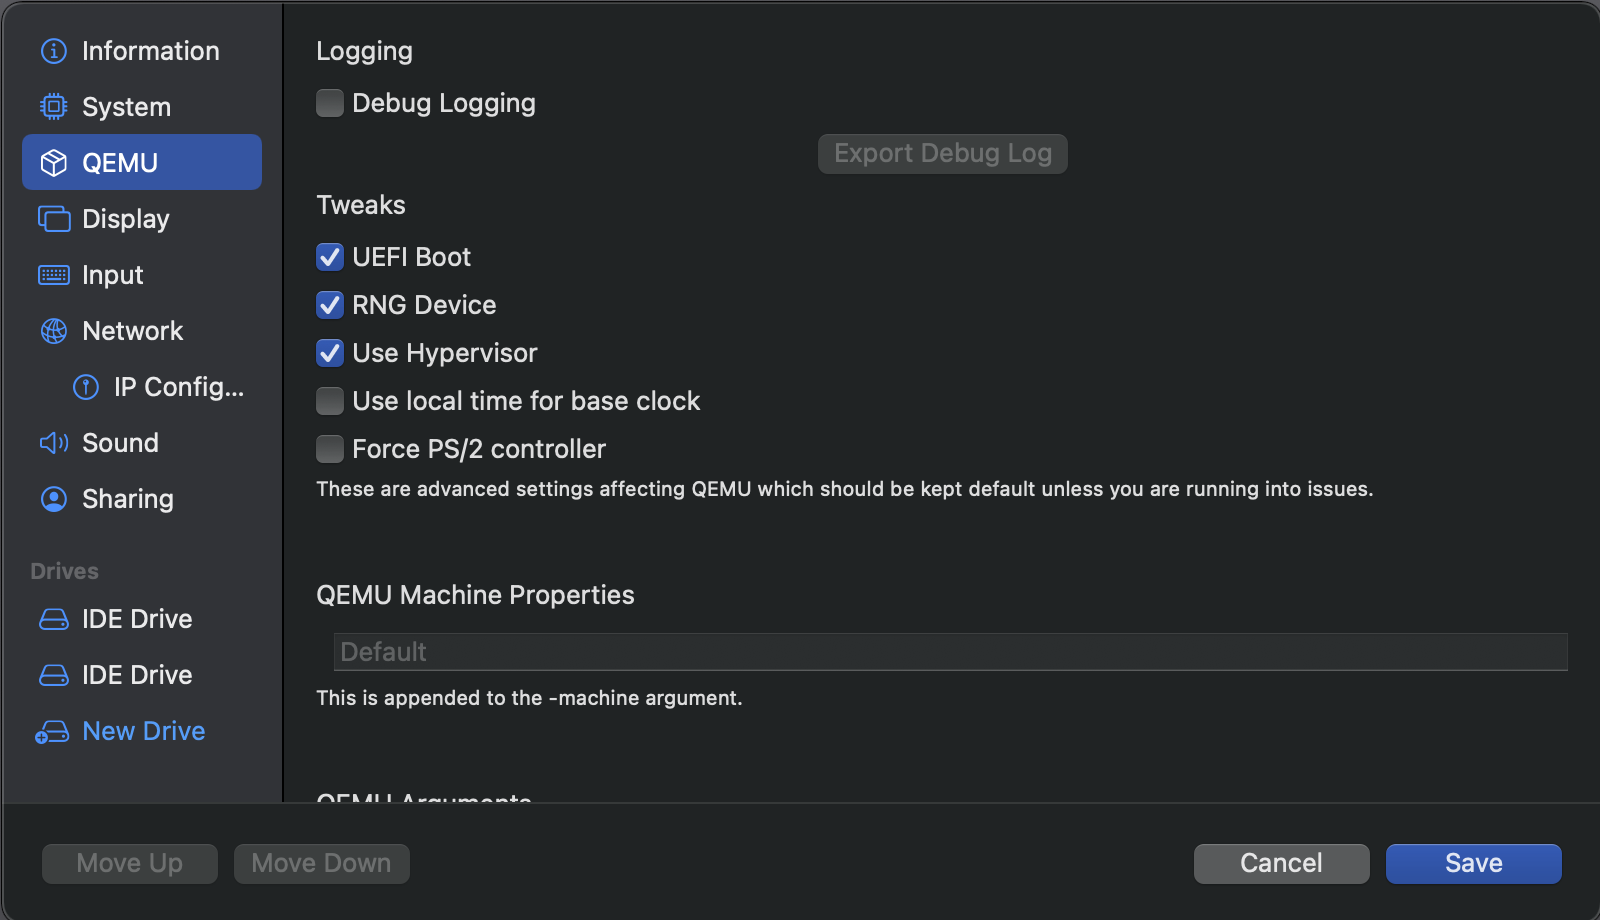 Information
System
QEMU
Display
Input
Network
IP Config...
Sound
Sharing
Drives
IDE Drive
IDE Drive
New Drive
Logging
Debug Logging
Export Debug Log
Tweaks
UEFI Boot
RNG Device
Use Hypervisor
Use local time for base clock
Force PS/2 controller
These are advanced settings affecting QEMU which should be kept default unless you are running into issues.
QEMU Machine Properties
Default
This is appended to the -machine argument.
QEMU Arguments
Move Up
Move Down
Cancel
Save